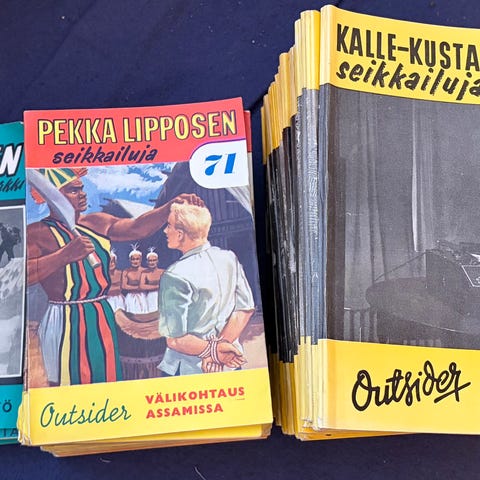 PEKKA LIPPOSEN
seikkailuja
71
Outsider
VÄLIKOHTAUS
ASSAMISSA
KALLE-KUSTA
seikkailuja
Outsider